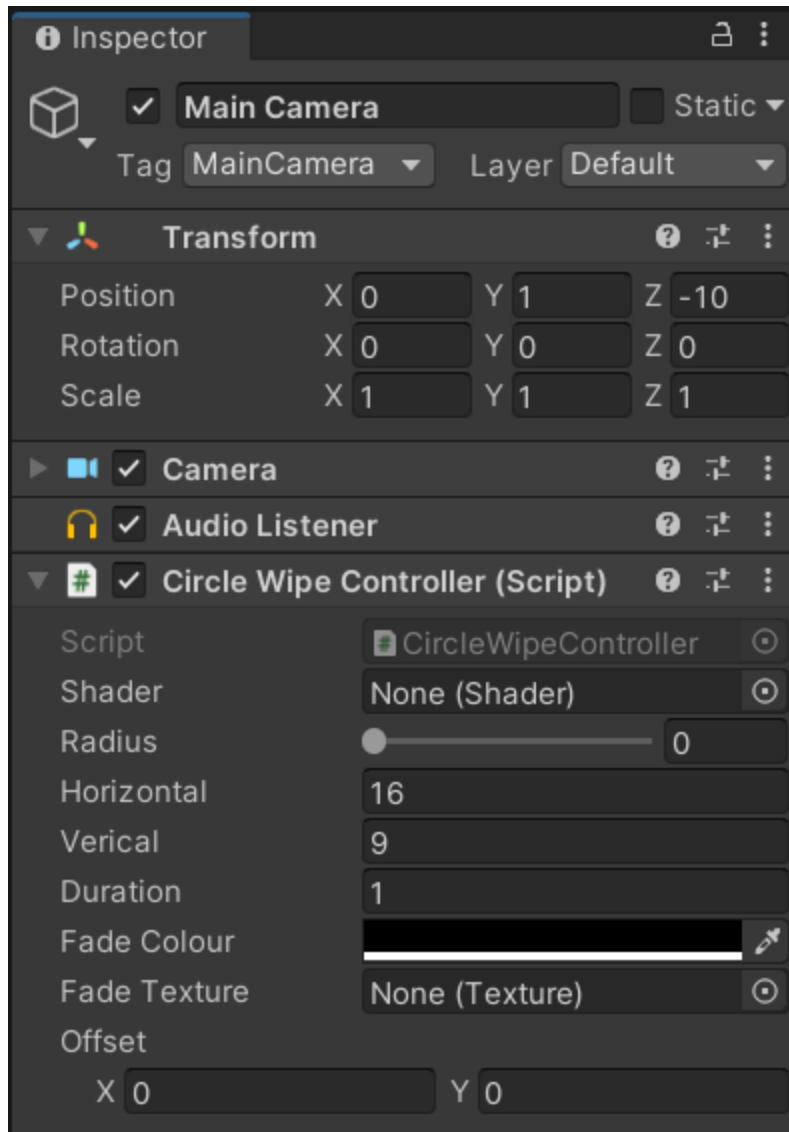 Inspector
Main Camera Static
Tag MainCamera Layer Default
Transform
Position X 0 Y 1 Z -10
Rotation X 0 Y 0 Z 0
Scale X 1 Y 1 Z 1
Camera
Audio Listener
# Circle Wipe Controller (Script)
Script # CircleWipeController
Shader None (Shader)
Radius 0
Horizontal 16
Verical 9
Duration 1
Fade Colour
Fade Texture None (Texture)
Offset
X 0 Y 0